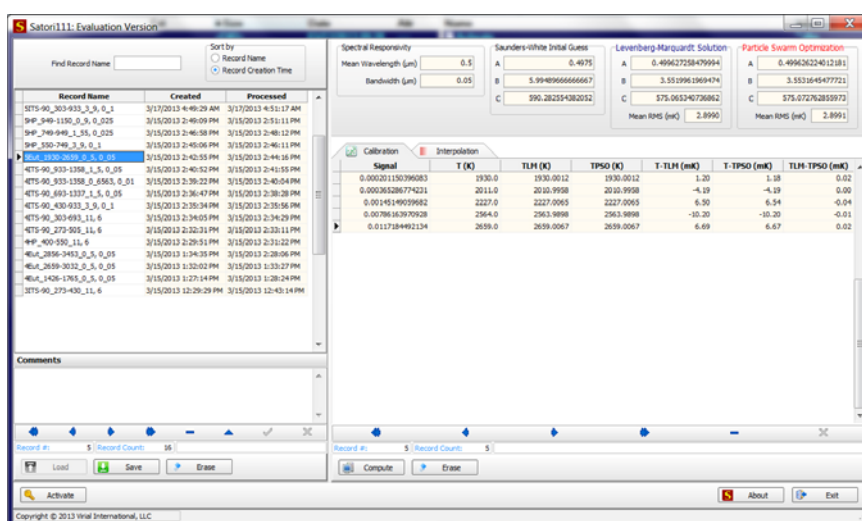 Satori111: Evaluation Version
Find Record Name
Sort by
Record Name
Record Creation Time
Record Name Created Processed
5ITS-90_303-933_3_9, 0_1 3/17/2013 4:49:29 AM 3/17/2013 4:51:17 AM
5HP_949-1150_0_9, 0_025 3/15/2013 2:49:09 PM 3/15/2013 2:51:11 PM
5HP_749-949_1_55, 0_025 3/15/2013 2:46:58 PM 3/15/2013 2:48:12 PM
5HP_550-749_3_9, 0_1 3/15/2013 2:45:06 PM 3/15/2013 2:46:11 PM
5Eut_1930-2659_0_5, 0_05 3/15/2013 2:42:55 PM 3/15/2013 2:44:16 PM
4ITS-90_933-1358_1_5, 0_05 3/15/2013 2:40:52 PM 3/15/2013 2:41:55 PM
4ITS-90_933-1358_0_6563, 0_01 3/15/2013 2:39:22 PM 3/15/2013 2:40:04 PM
4ITS-90_693-1337_1_5, 0_05 3/15/2013 2:36:47 PM 3/15/2013 2:38:28 PM
4ITS-90_430-933_3_9, 0_1 3/15/2013 2:35:34 PM 3/15/2013 2:35:56 PM
4ITS-90_303-693_11, 6 3/15/2013 2:34:05 PM 3/15/2013 2:34:29 PM
4ITS-90_273-505_11, 6 3/15/2013 2:32:31 PM 3/15/2013 2:33:11 PM
4HP_400-550_11, 6 3/15/2013 2:29:51 PM 3/15/2013 2:31:22 PM
4Eut_2856-3453_0_5, 0_05 3/15/2013 1:34:35 PM 3/15/2013 2:28:06 PM
4Eut_2659-3032_0_5, 0_05 3/15/2013 1:32:02 PM 3/15/2013 1:33:27 PM
4Eut_1426-1765_0_5, 0_05 3/15/2013 1:27:14 PM 3/15/2013 1:28:24 PM
3ITS-90_273-430_11, 6 3/15/2013 12:29:29 PM 3/15/2013 12:43:14 PM
Comments
Record #: 5 Record Count: 16
Load Save Erase
Activate
Spectral Responsivity
Mean Wavelength (μm) 0.5
Bandwidth (μm) 0.05
Saunders-White Initial Guess
A 0.4975
B 5.99489666666667
C 590.282554382052
Levenberg-Marquardt Solution
A 0.499627258479994
B 3.5519961969474
C 575.065340736862
Mean RMS (mK) 2.8990
Particle Swarm Optimization
A 0.499626224012181
B 3.5531645477721
C 575.072762855973
Mean RMS (mK) 2.8991
Calibration Interpolation
Signal T (K) TLM (K) TPSO (K) T-TLM (mK) T-TPSO (mK) TLM-TPSO (mK)
0.000201150396083 1930.0 1930.0012 1930.0012 1.20 1.18 0.02
0.000365286774231 2011.0 2010.9958 2010.9958 -4.19 -4.19 0.00
0.00145149059682 2227.0 2227.0065 2227.0065 6.50 6.54 -0.04
0.00786163970928 2564.0 2563.9898 2563.9898 -10.20 -10.20 -0.01
0.0117184492134 2659.0 2659.0067 2659.0067 6.69 6.67 0.02
Record #: 5 Record Count: 5
Compute Erase
About Exit
Copyright © 2013 Virial International, LLC